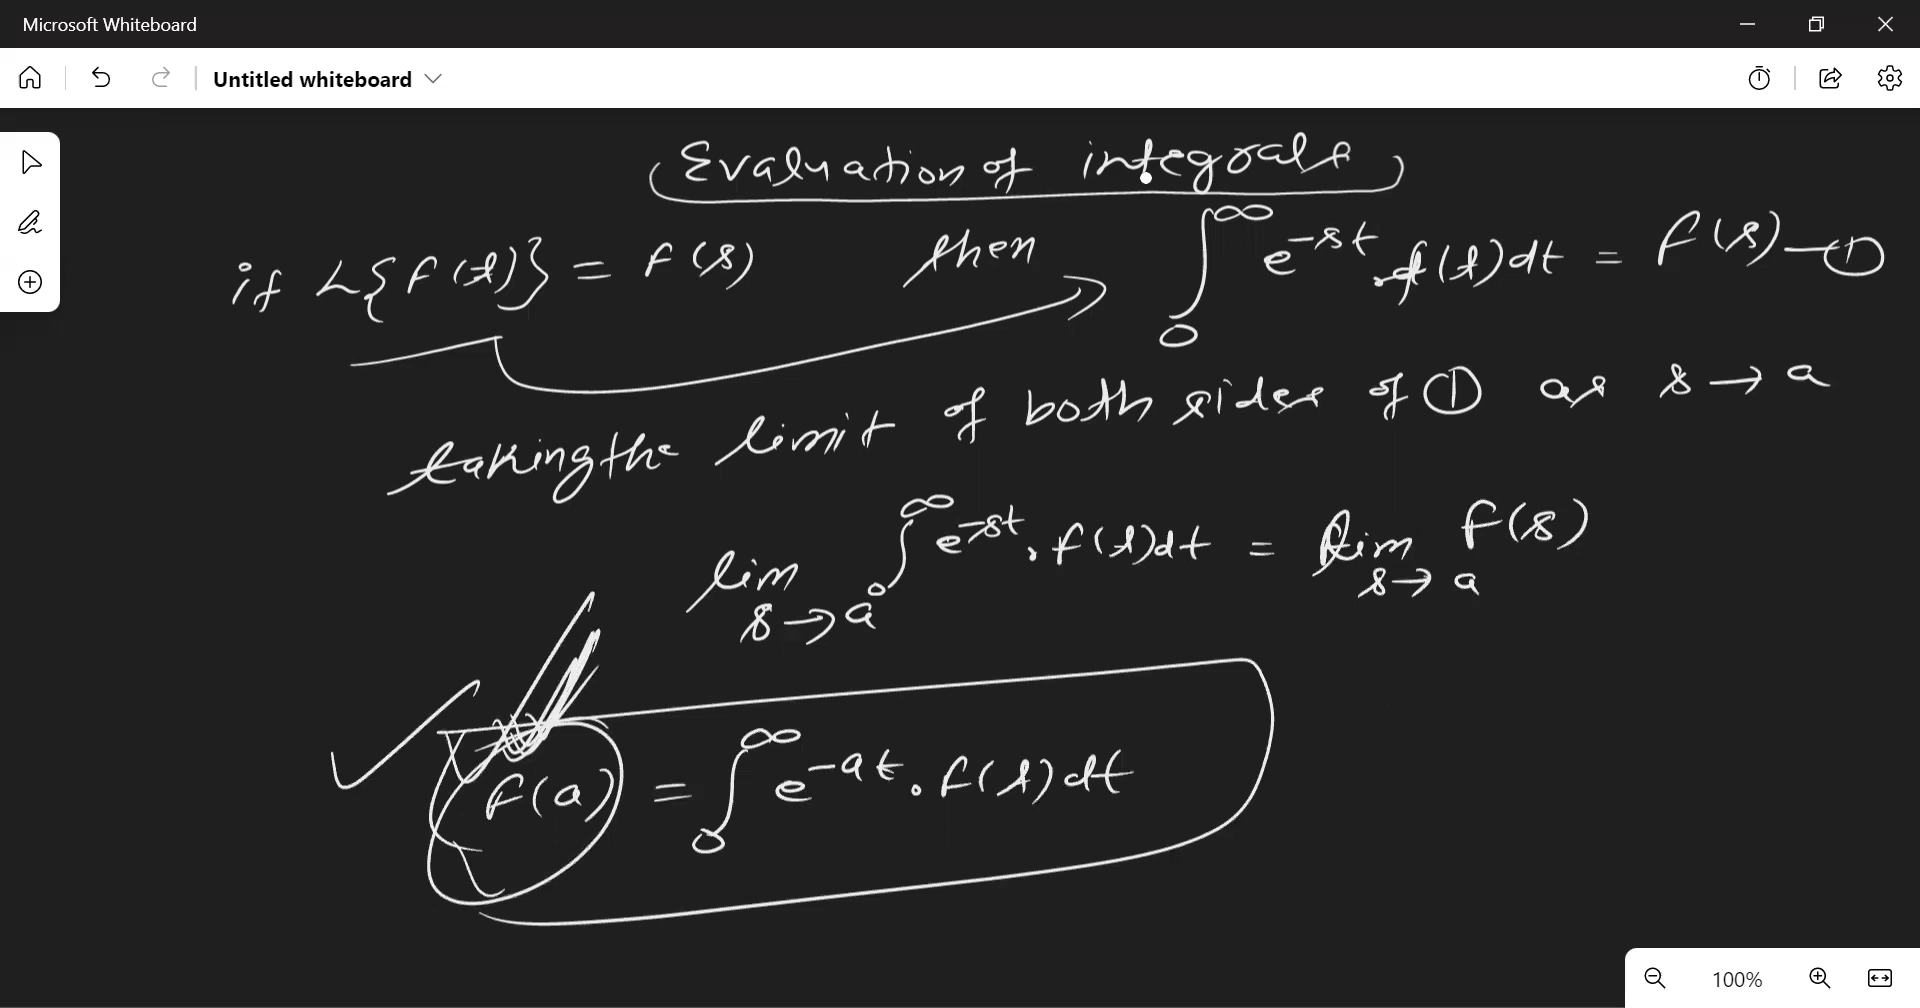 Microsoft Whiteboard
Untitled whiteboard
Evaluation of integrals
if L{f(t)} = f(s) then ∫₀^∞ e^{-st}.f(t)dt = f(s) — ①
taking the limit of both sides of ① as s → a
lim_{s→a} ∫₀^∞ e^{-st}.f(t)dt = lim_{s→a} f(s)
f(a) = ∫₀^∞ e^{-at}.f(t)dt
100%